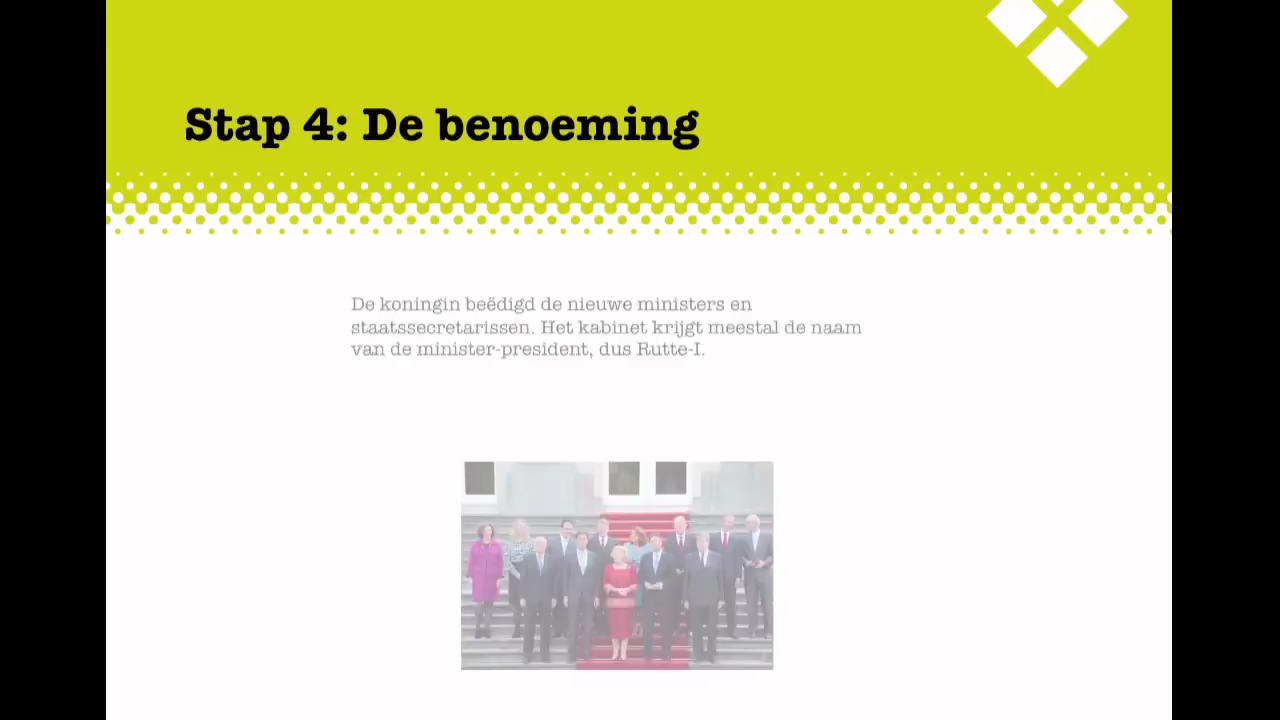 Stap 4: De benoeming
De koningin beëdigd de nieuwe ministers en
staatssecretarissen. Het kabinet krijgt meestal de naam
van de minister-president, dus Rutte-I.